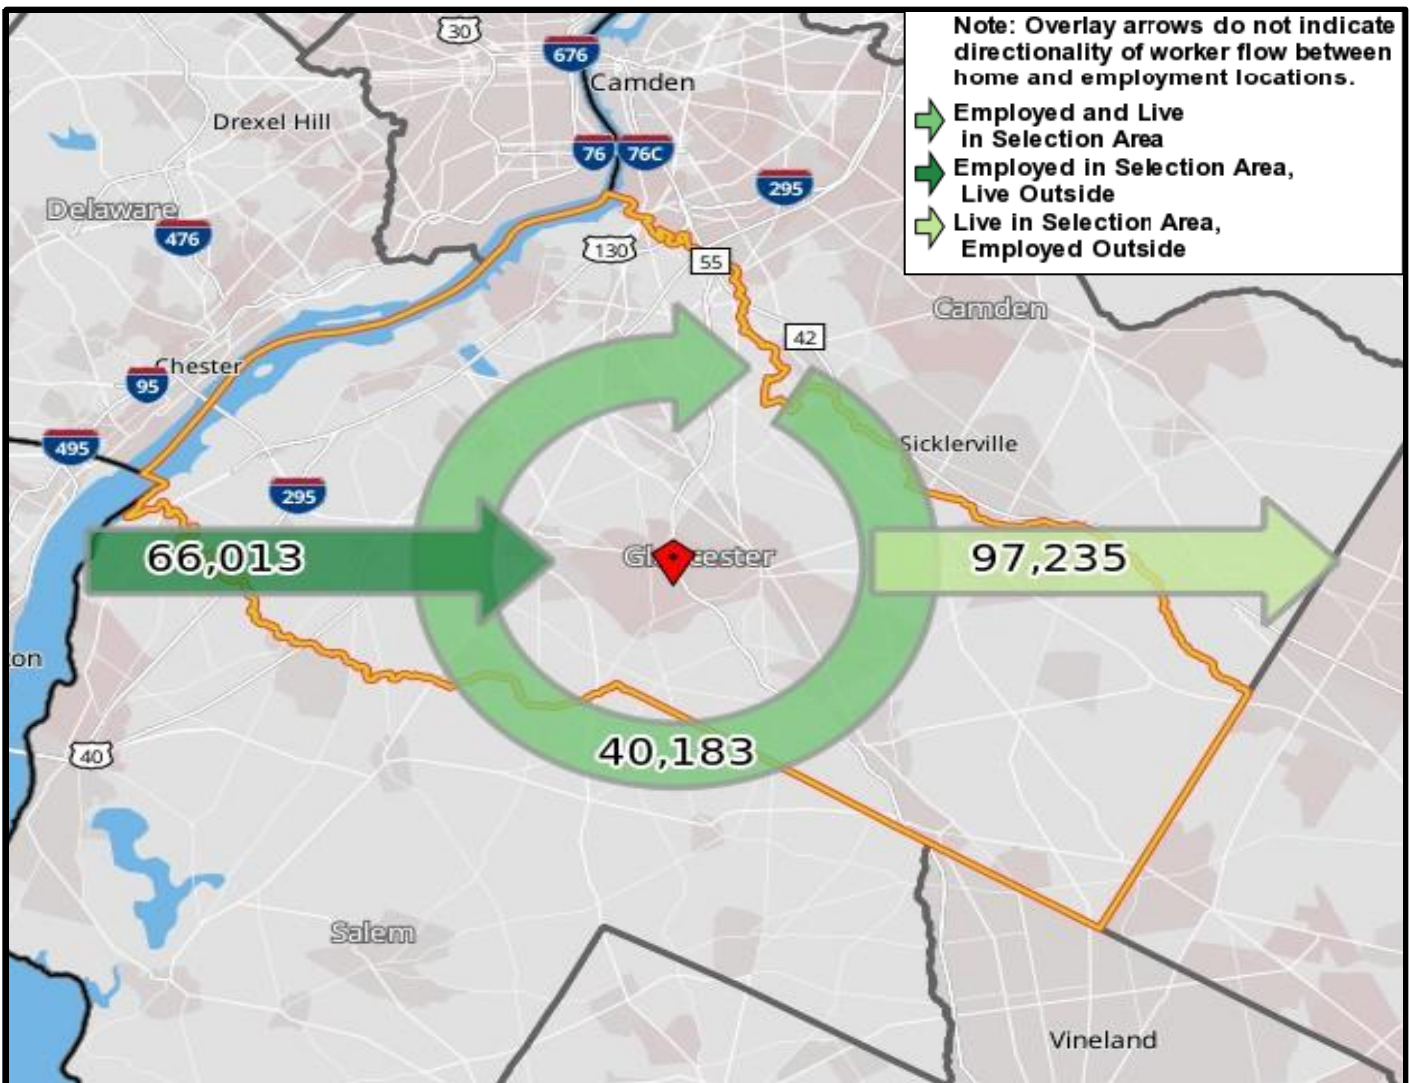 Note: Overlay arrows do not indicate
directionality of worker flow between
home and employment locations.
Employed and Live
in Selection Area
Employed in Selection Area,
Live Outside
Live in Selection Area,
Employed Outside
30
676
Camden
Drexel Hill
76
76C
295
Delaware
476
130
55
Camden
42
Chester
95
495
Sicklerville
295
66,013
97,235
40,183
40
Salem
Vineland